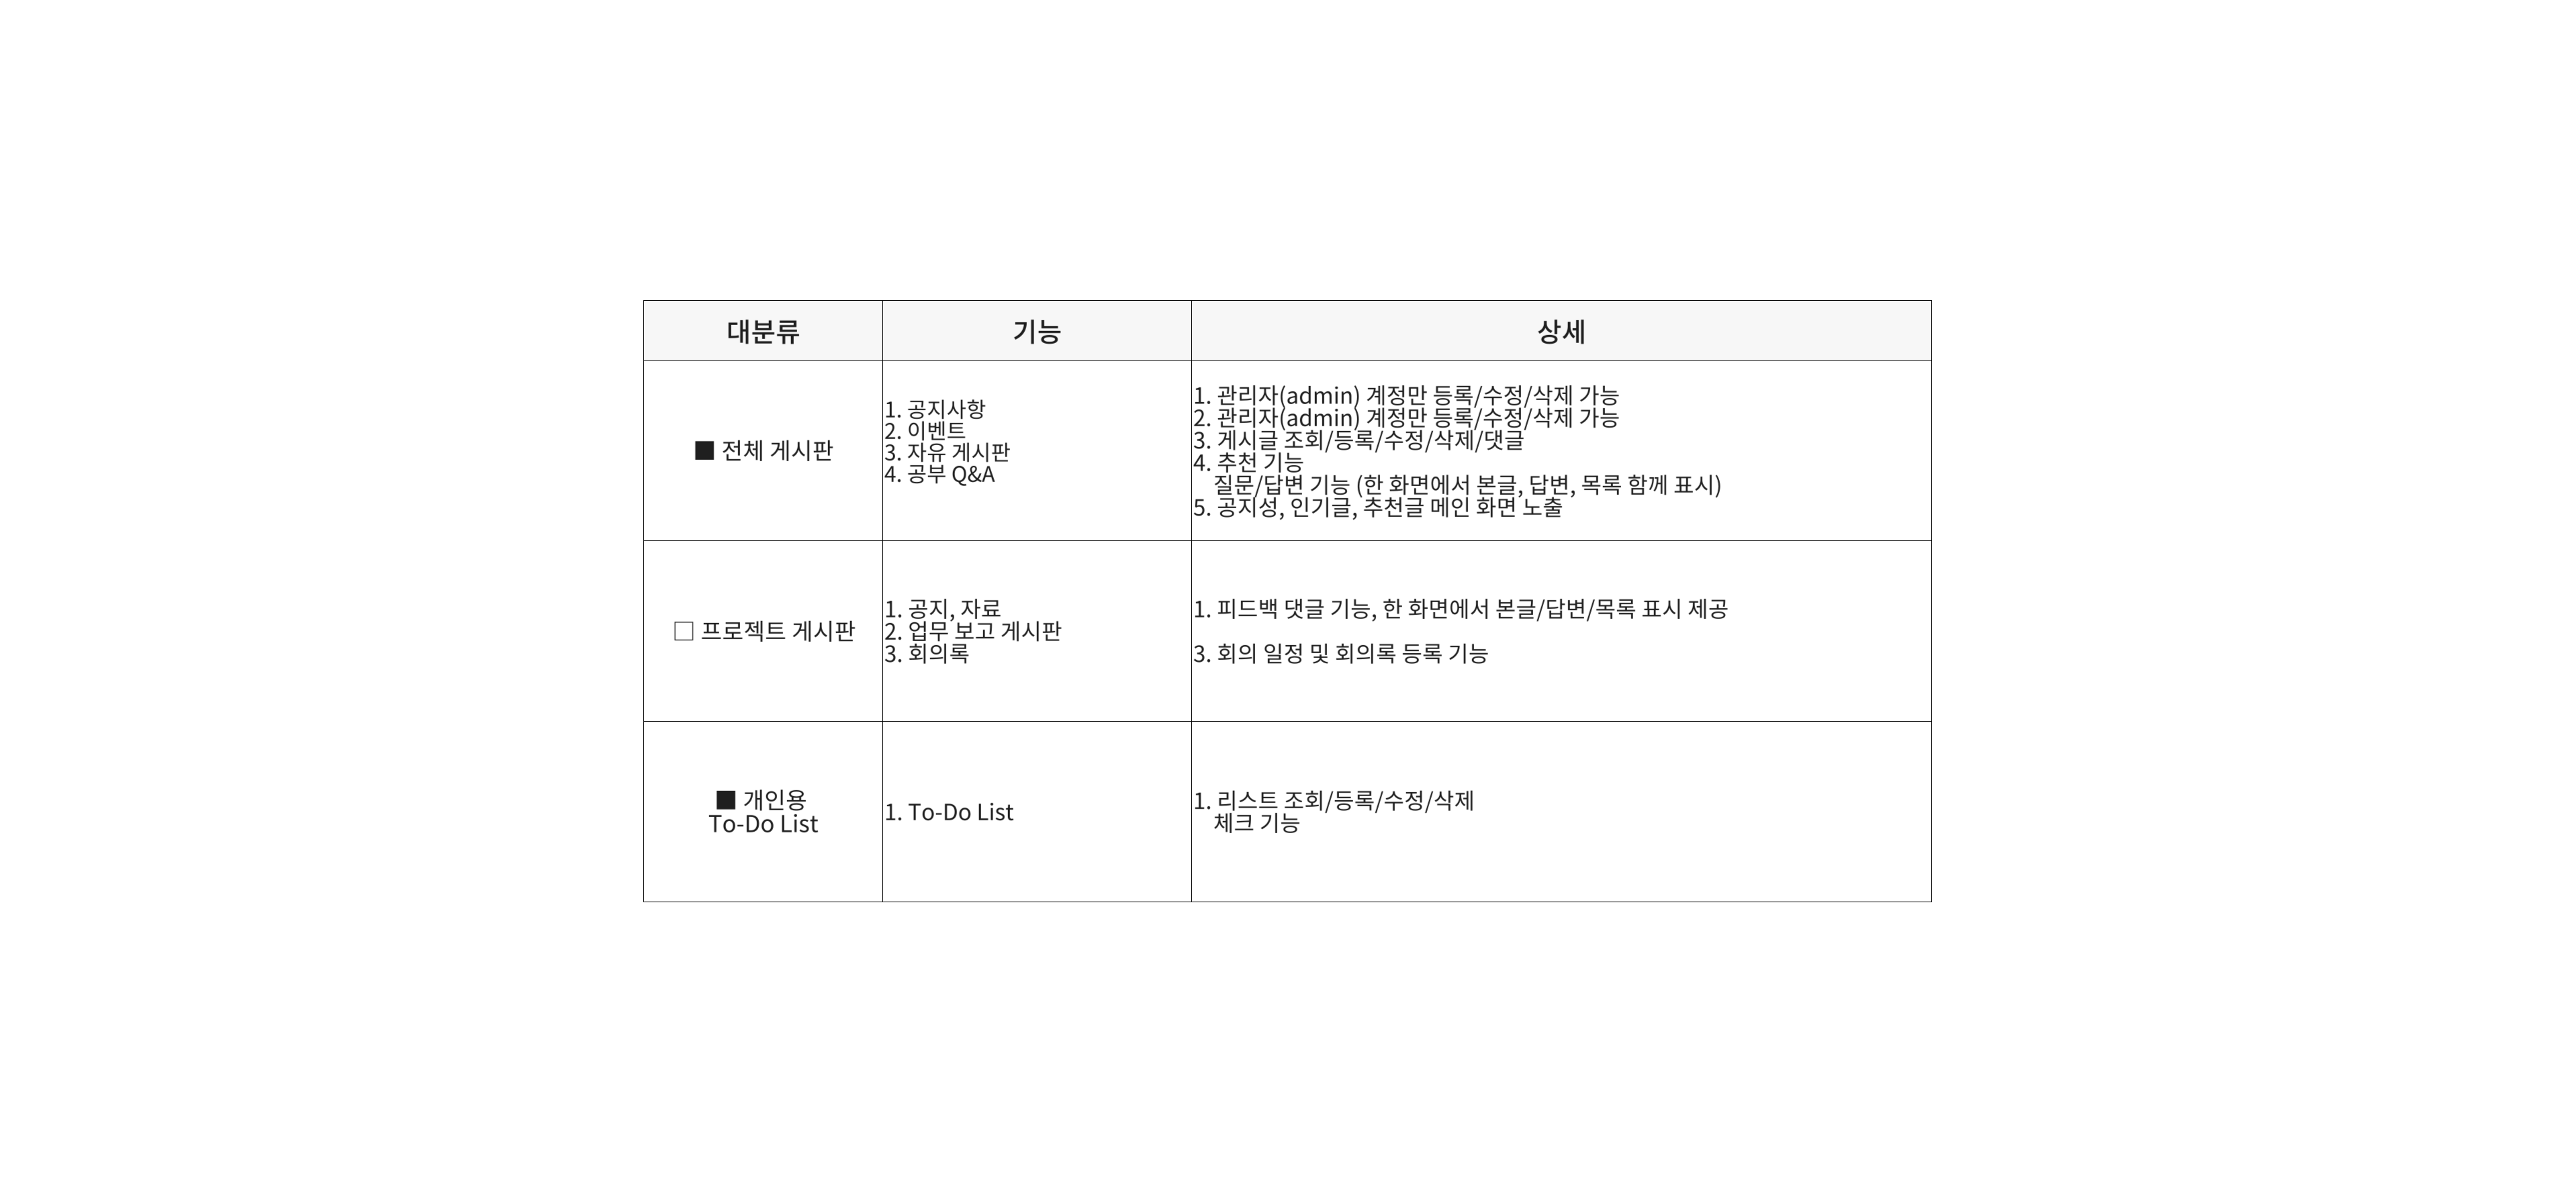 대분류 기능 상세
■ 전체 게시판
1. 공지사항
2. 이벤트
3. 자유 게시판
4. 공부 Q&A
1. 관리자(admin) 계정만 등록/수정/삭제 가능
2. 관리자(admin) 계정만 등록/수정/삭제 가능
3. 게시글 조회/등록/수정/삭제/댓글
4. 추천 기능
질문/답변 기능 (한 화면에서 본글, 답변, 목록 함께 표시)
5. 공지성, 인기글, 추천글 메인 화면 노출
□ 프로젝트 게시판
1. 공지, 자료
2. 업무 보고 게시판
3. 회의록
1. 피드백 댓글 기능, 한 화면에서 본글/답변/목록 표시 제공
3. 회의 일정 및 회의록 등록 기능
■ 개인용
To-Do List
1. To-Do List
1. 리스트 조회/등록/수정/삭제
체크 기능